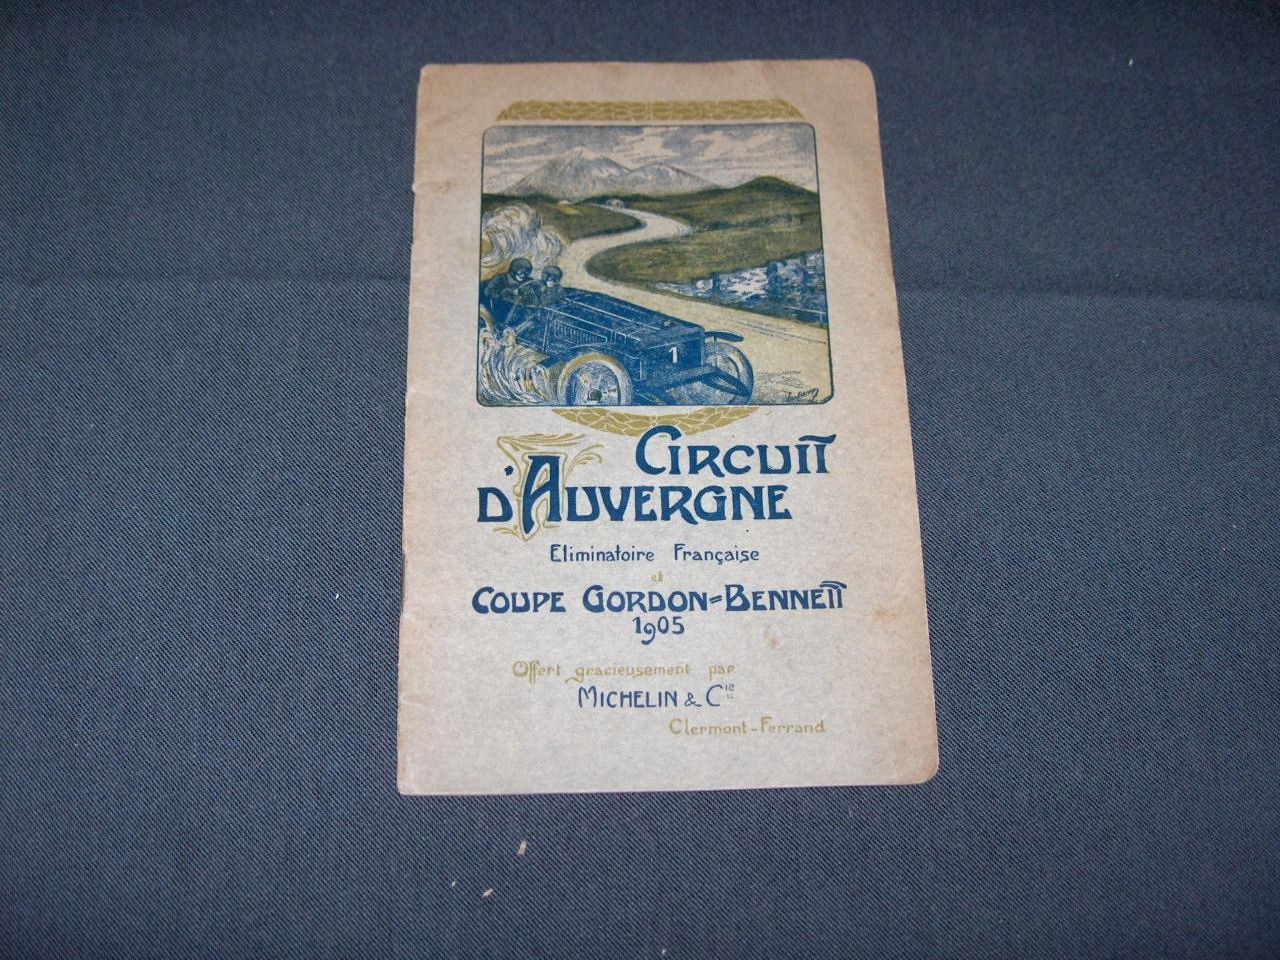 1
CIRCUIT
D'AUVERGNE
Eliminatoire Française
et
COUPE GORDON=BENNETT
1905
Offert gracieusement par
MICHELIN & Cie
Clermont-Ferrand